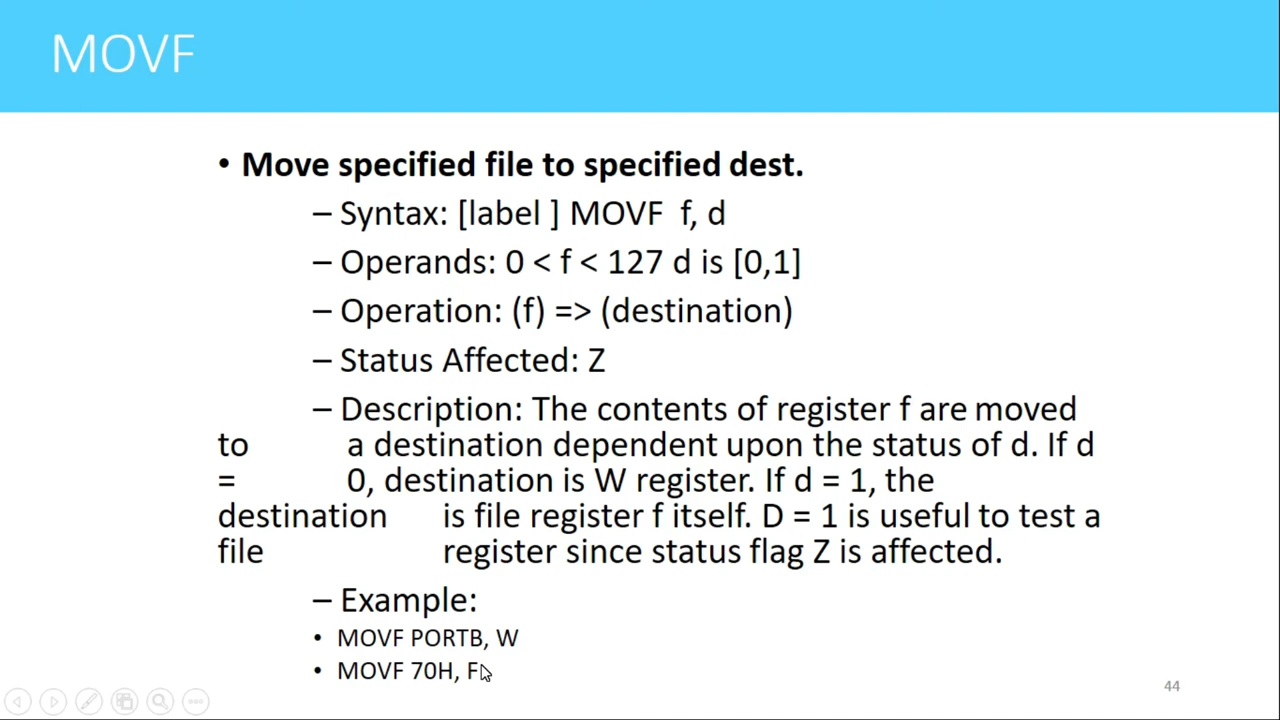 MOVF
• Move specified file to specified dest.
– Syntax: [label ] MOVF f, d
– Operands: 0 < f < 127 d is [0,1]
– Operation: (f) => (destination)
– Status Affected: Z
– Description: The contents of register f are moved
to a destination dependent upon the status of d. If d
= 0, destination is W register. If d = 1, the
destination is file register f itself. D = 1 is useful to test a
file register since status flag Z is affected.
– Example:
• MOVF PORTB, W
• MOVF 70H, F
44